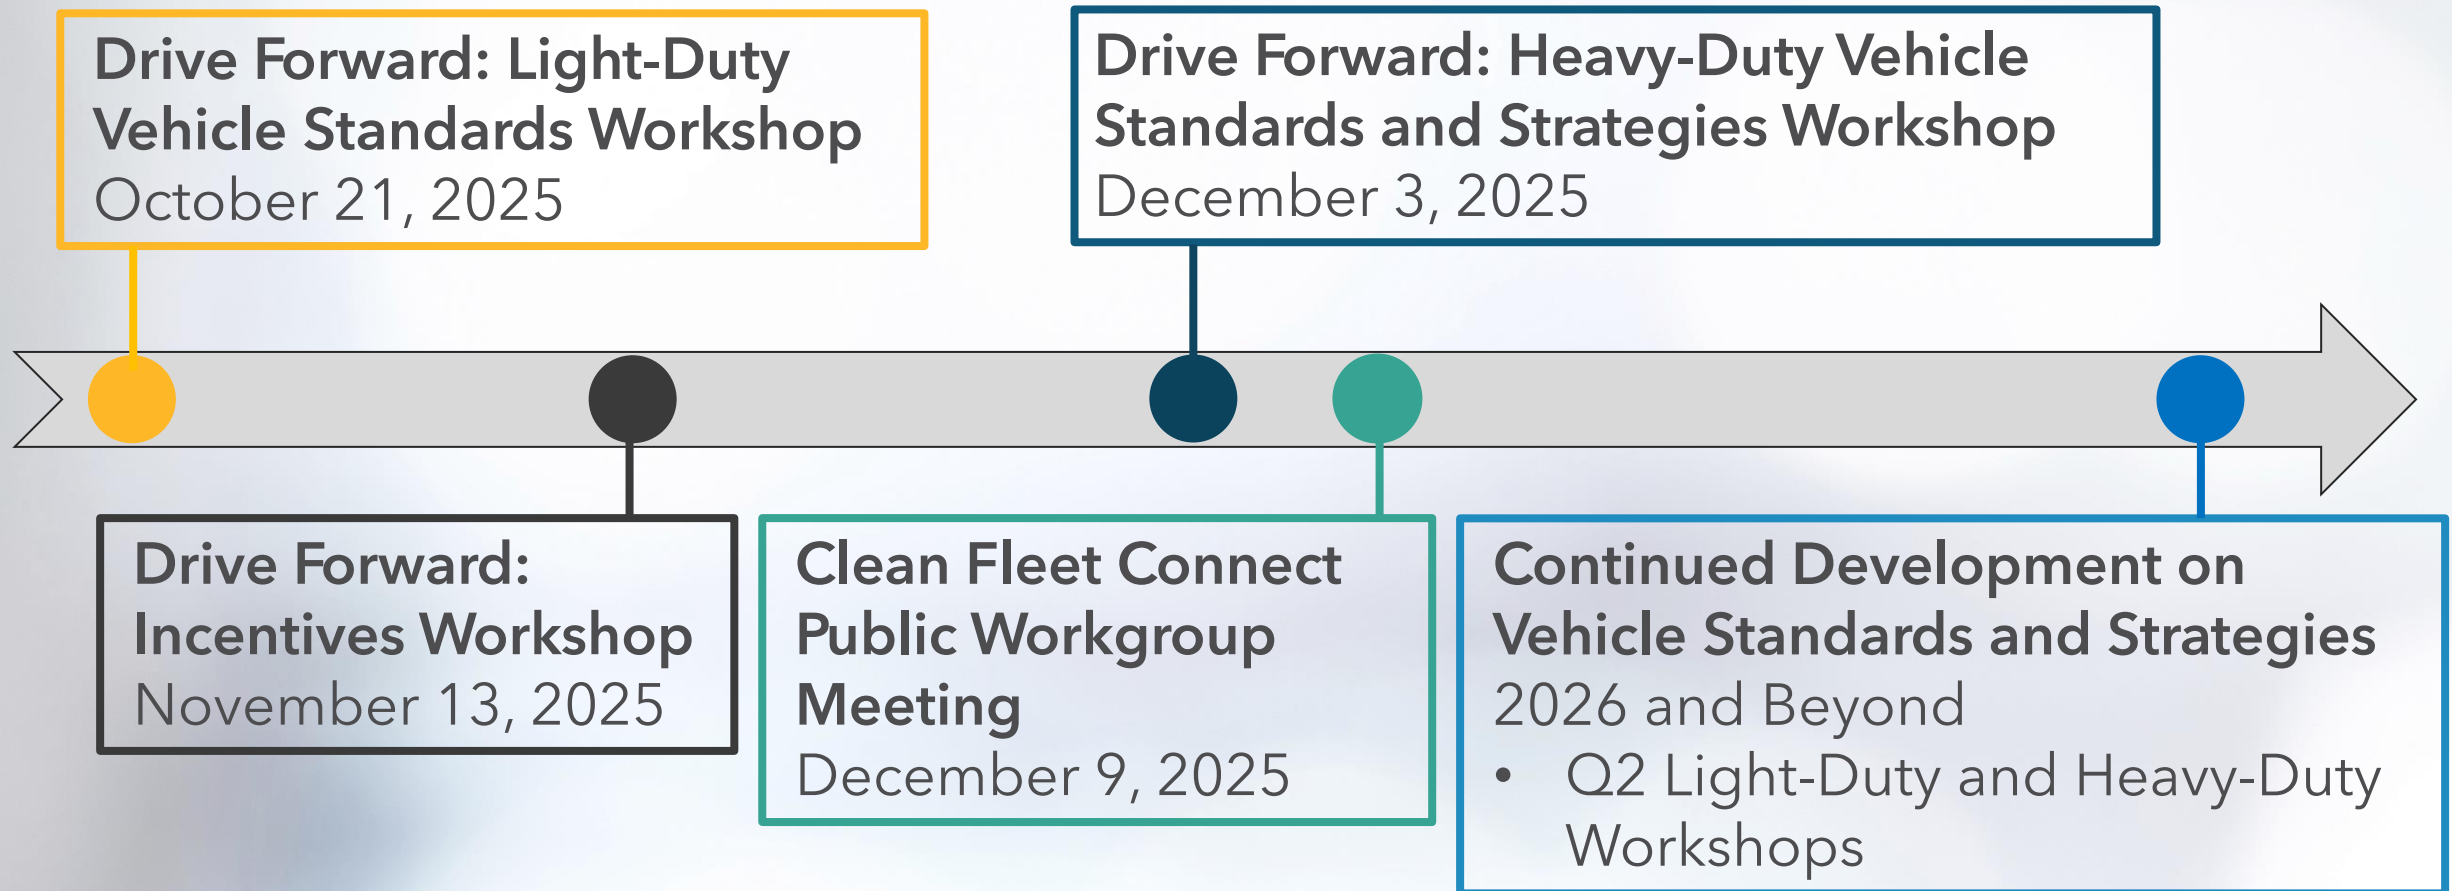 Drive Forward: Light-Duty
Vehicle Standards Workshop
October 21, 2025
Drive Forward: Heavy-Duty Vehicle
Standards and Strategies Workshop
December 3, 2025
Drive Forward:
Incentives Workshop
November 13, 2025
Clean Fleet Connect
Public Workgroup
Meeting
December 9, 2025
Continued Development on
Vehicle Standards and Strategies
2026 and Beyond
• Q2 Light-Duty and Heavy-Duty
Workshops